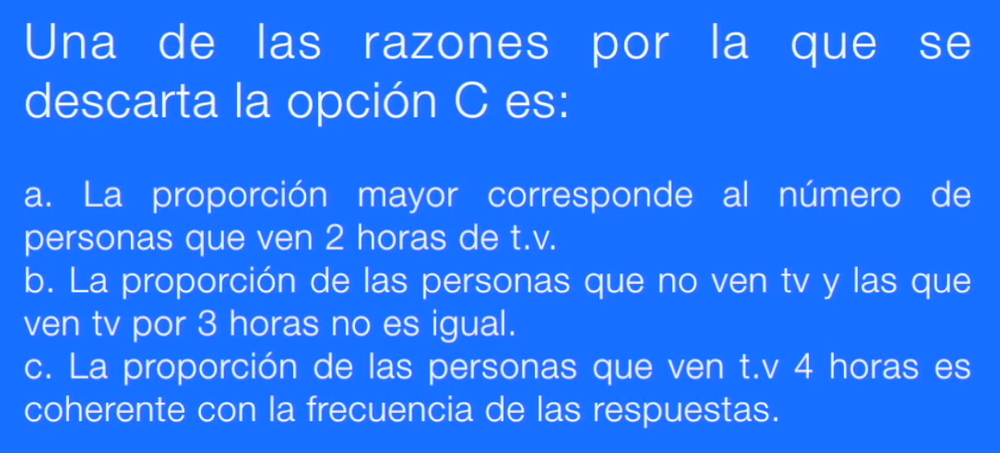 Una de las razones por la que se
descarta la opción C es:
a. La proporción mayor corresponde al número de
personas que ven 2 horas de t.v.
b. La proporción de las personas que no ven tv y las que
ven tv por 3 horas no es igual.
c. La proporción de las personas que ven t.v 4 horas es
coherente con la frecuencia de las respuestas.